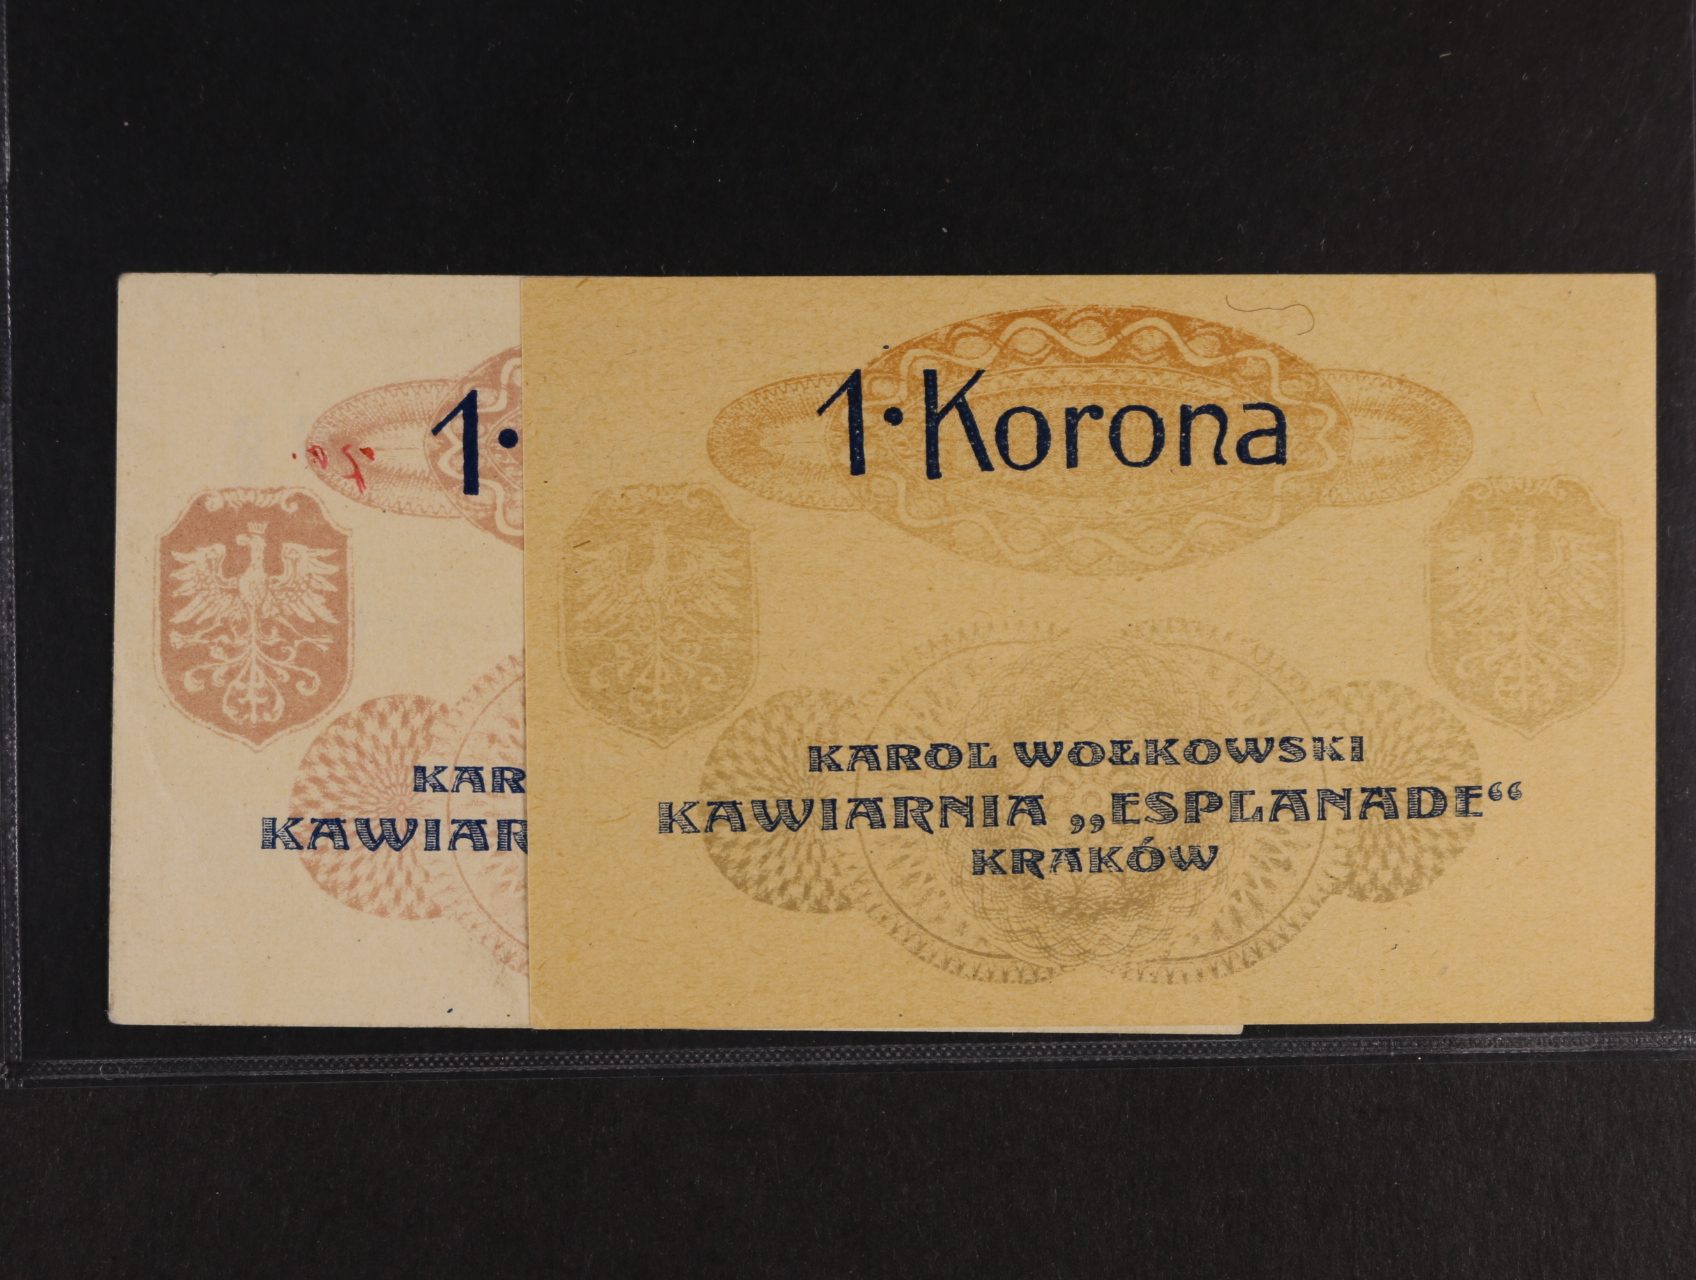 1·
KAR
KAWIAR
1·Korona
KAROL WOŁKOWSKI
KAWIARNIA „ESPLANADE“
KRAKÓW